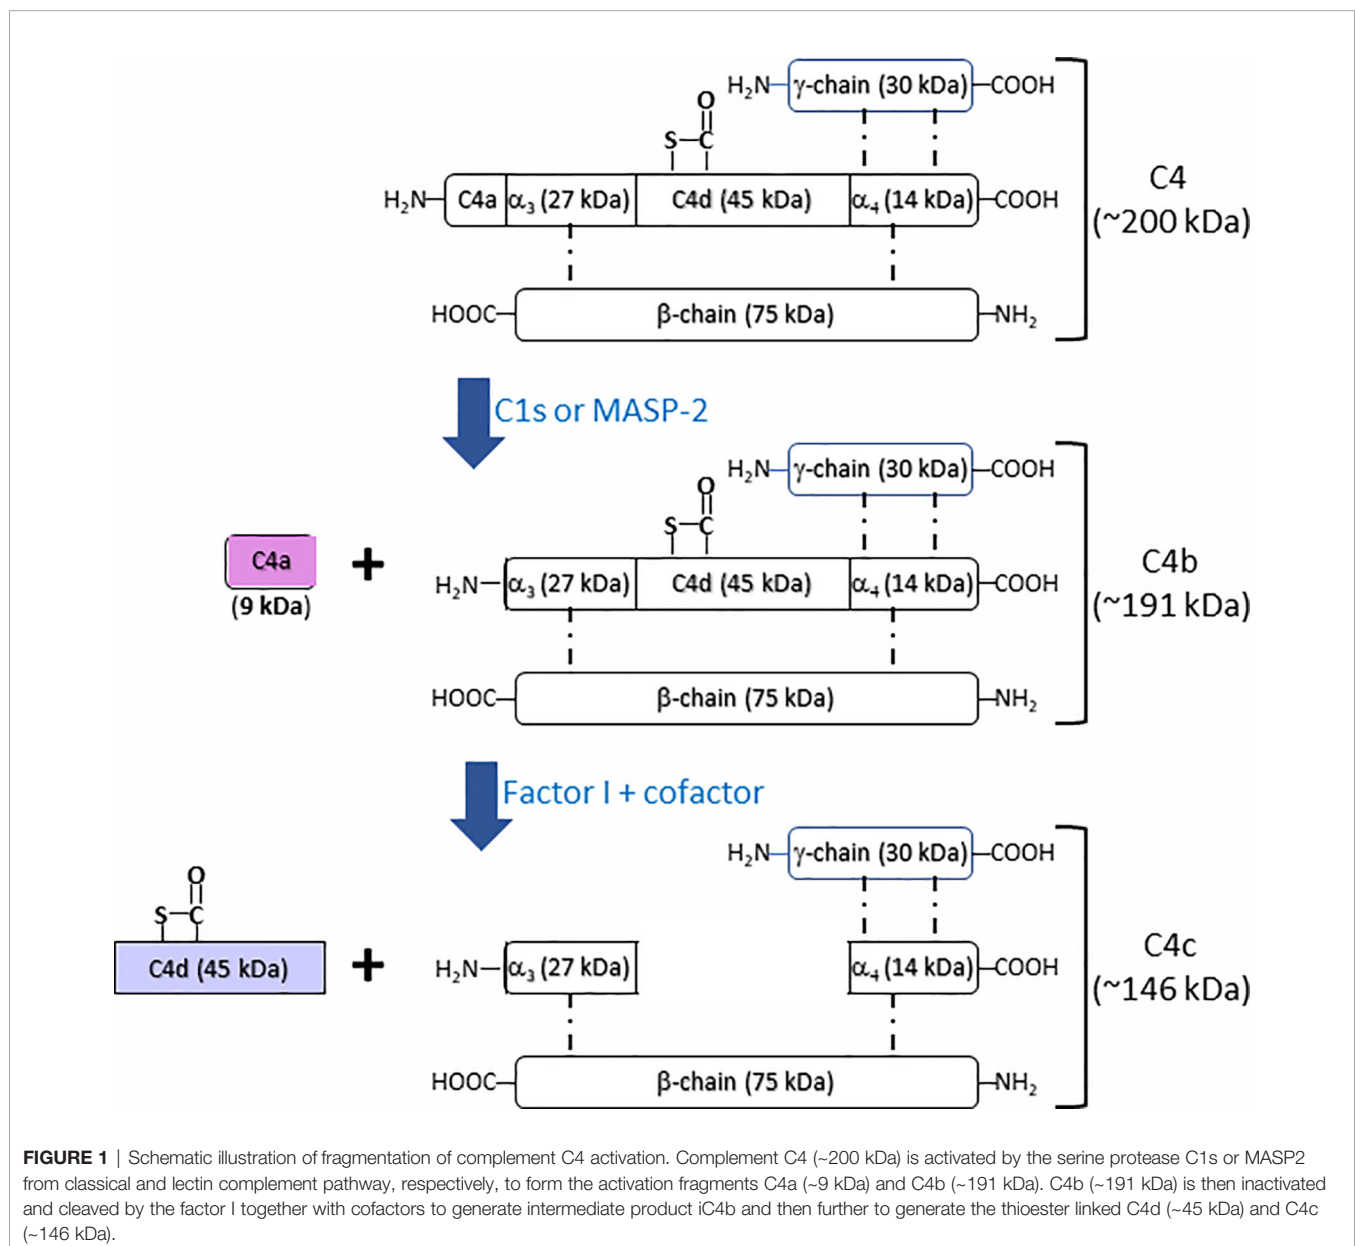 H₂N γ-chain (30 kDa) COOH
O
S C
H₂N C4a α₃ (27 kDa) C4d (45 kDa) α₄ (14 kDa) COOH
C4
(~200 kDa)
HOOC β-chain (75 kDa) NH₂
C1s or MASP-2
H₂N γ-chain (30 kDa) COOH
O
S C
C4a
(9 kDa)
+
H₂N α₃ (27 kDa) C4d (45 kDa) α₄ (14 kDa) COOH
C4b
(~191 kDa)
HOOC β-chain (75 kDa) NH₂
Factor I + cofactor
H₂N γ-chain (30 kDa) COOH
O
S C
C4d (45 kDa)
+
H₂N α₃ (27 kDa) α₄ (14 kDa) COOH
C4c
(~146 kDa)
HOOC β-chain (75 kDa) NH₂
FIGURE 1 | Schematic illustration of fragmentation of complement C4 activation. Complement C4 (~200 kDa) is activated by the serine protease C1s or MASP2
from classical and lectin complement pathway, respectively, to form the activation fragments C4a (~9 kDa) and C4b (~191 kDa). C4b (~191 kDa) is then inactivated
and cleaved by the factor I together with cofactors to generate intermediate product iC4b and then further to generate the thioester linked C4d (~45 kDa) and C4c
(~146 kDa).